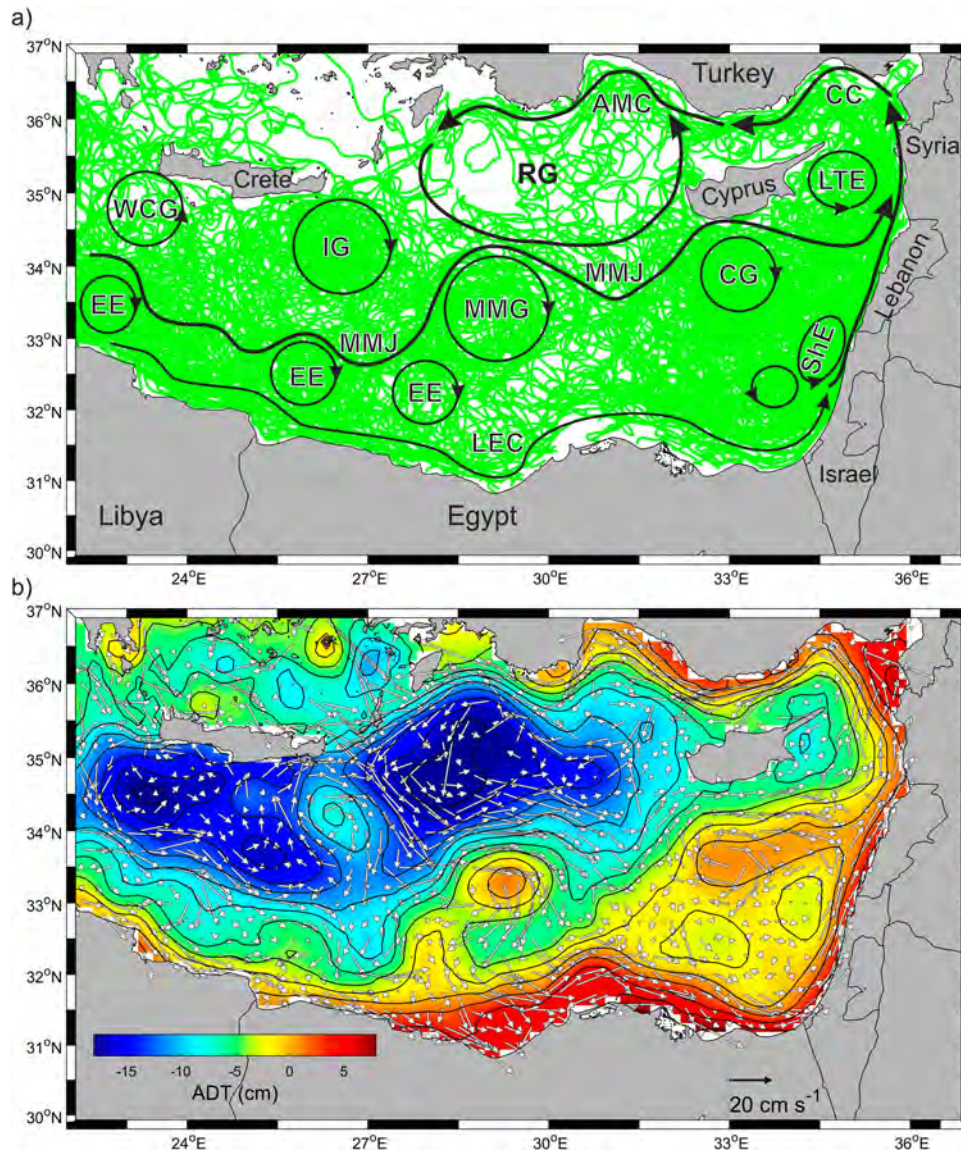 a)
37°N
36°N
35°N
34°N
33°N
32°N
31°N
30°N
Turkey
AMC
CC
Syria
RG
Crete
Cyprus
LTE
WCG
IG
MMJ
CG
Lebanon
EE
MMG
MMJ
ShE
EE
EE
LEC
Israel
Libya
Egypt
24°E
27°E
30°E
33°E
36°E
b)
37°N
36°N
35°N
34°N
33°N
32°N
31°N
30°N
-15
-10
-5
0
5
ADT (cm)
20 cm s⁻¹
24°E
27°E
30°E
33°E
36°E